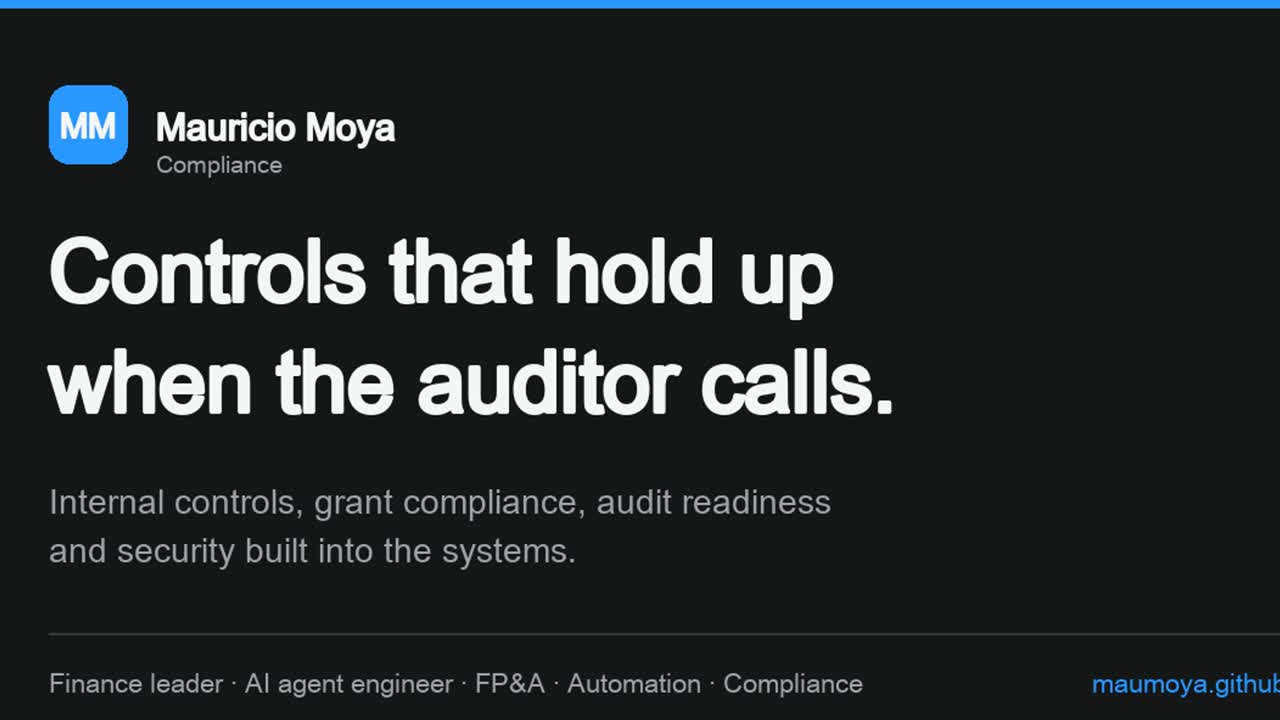 MM
Mauricio Moya
Compliance
Controls that hold up
when the auditor calls.
Internal controls, grant compliance, audit readiness
and security built into the systems.
Finance leader · AI agent engineer · FP&A · Automation · Compliance
maumoya.github